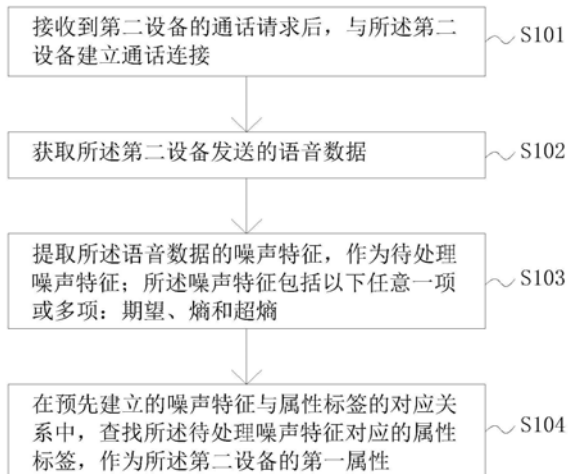 接收到第二设备的通话请求后，与所述第二
设备建立通话连接
S101
获取所述第二设备发送的语音数据
S102
提取所述语音数据的噪声特征，作为待处理
噪声特征；所述噪声特征包括以下任意一项
或多项：期望、熵和超熵
S103
在预先建立的噪声特征与属性标签的对应关
系中，查找所述待处理噪声特征对应的属性
标签，作为所述第二设备的第一属性
S104